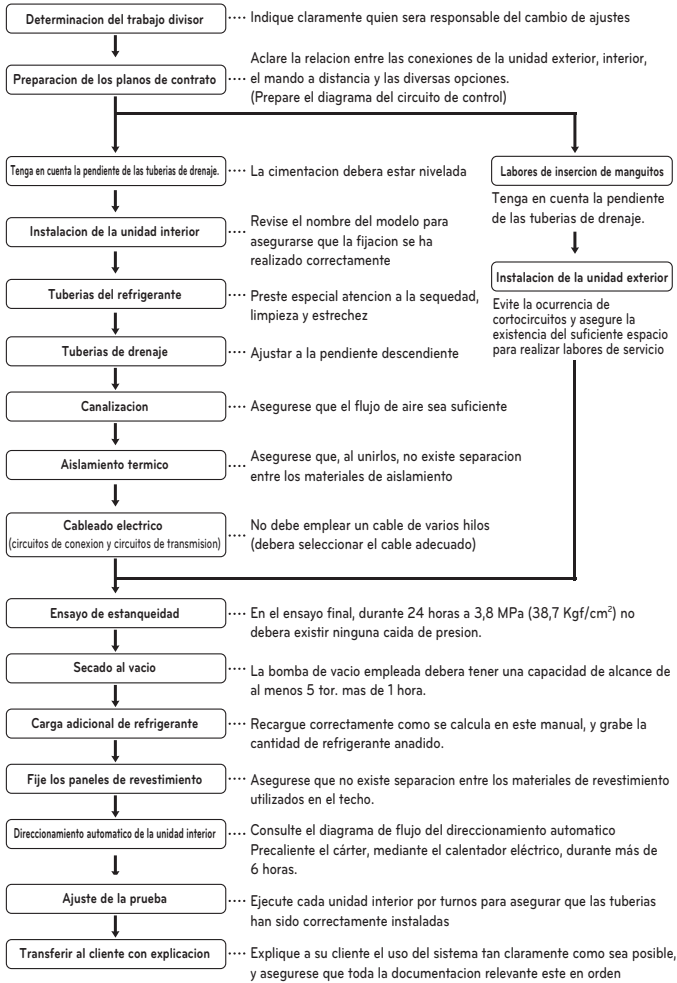 Determinacion del trabajo divisor
Indique claramente quien sera responsable del cambio de ajustes
Preparacion de los planos de contrato
Aclare la relacion entre las conexiones de la unidad exterior, interior,
el mando a distancia y las diversas opciones.
(Prepare el diagrama del circuito de control)
Tenga en cuenta la pendiente de las tuberias de drenaje.
La cimentacion debera estar nivelada
Labores de insercion de manguitos
Tenga en cuenta la pendiente
de las tuberias de drenaje.
Instalacion de la unidad interior
Revise el nombre del modelo para
asegurarse que la fijacion se ha
realizado correctamente
Instalacion de la unidad exterior
Evite la ocurrencia de
cortocircuitos y asegure la
existencia del suficiente espacio
para realizar labores de servicio
Tuberias del refrigerante
Preste especial atencion a la sequedad,
limpieza y estrechez
Tuberias de drenaje
Ajustar a la pendiente descendiente
Canalizacion
Asegurese que el flujo de aire sea suficiente
Aislamiento termico
Asegurese que, al unirlos, no existe separacion
entre los materiales de aislamiento
Cableado electrico
(circuitos de conexion y circuitos de transmision)
No debe emplear un cable de varios hilos
(debera seleccionar el cable adecuado)
Ensayo de estanqueidad
En el ensayo final, durante 24 horas a 3,8 MPa (38,7 Kgf/cm²) no
debera existir ninguna caida de presion.
Secado al vacio
La bomba de vacio empleada debera tener una capacidad de alcance de
al menos 5 tor. mas de 1 hora.
Carga adicional de refrigerante
Recargue correctamente como se calcula en este manual, y grabe la
cantidad de refrigerante anadido.
Fije los paneles de revestimiento
Asegurese que no existe separacion entre los materiales de revestimiento
utilizados en el techo.
Direccionamiento automatico de la unidad interior
Consulte el diagrama de flujo del direccionamiento automatico
Precaliente el cárter, mediante el calentador eléctrico, durante más de
6 horas.
Ajuste de la prueba
Ejecute cada unidad interior por turnos para asegurar que las tuberias
han sido correctamente instaladas
Transferir al cliente con explicacion
Explique a su cliente el uso del sistema tan claramente como sea posible,
y asegurese que toda la documentacion relevante este en orden